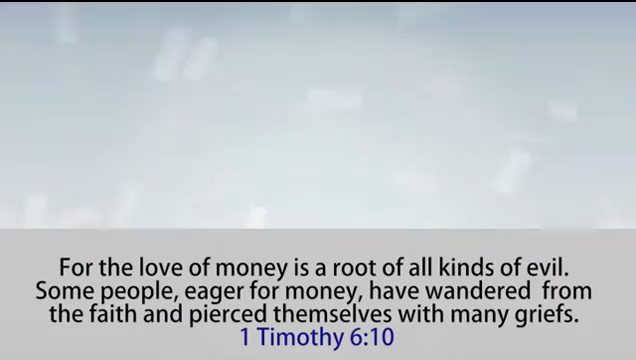 For the love of money is a root of all kinds of evil.
Some people, eager for money, have wandered  from
the faith and pierced themselves with many griefs.
1 Timothy 6:10